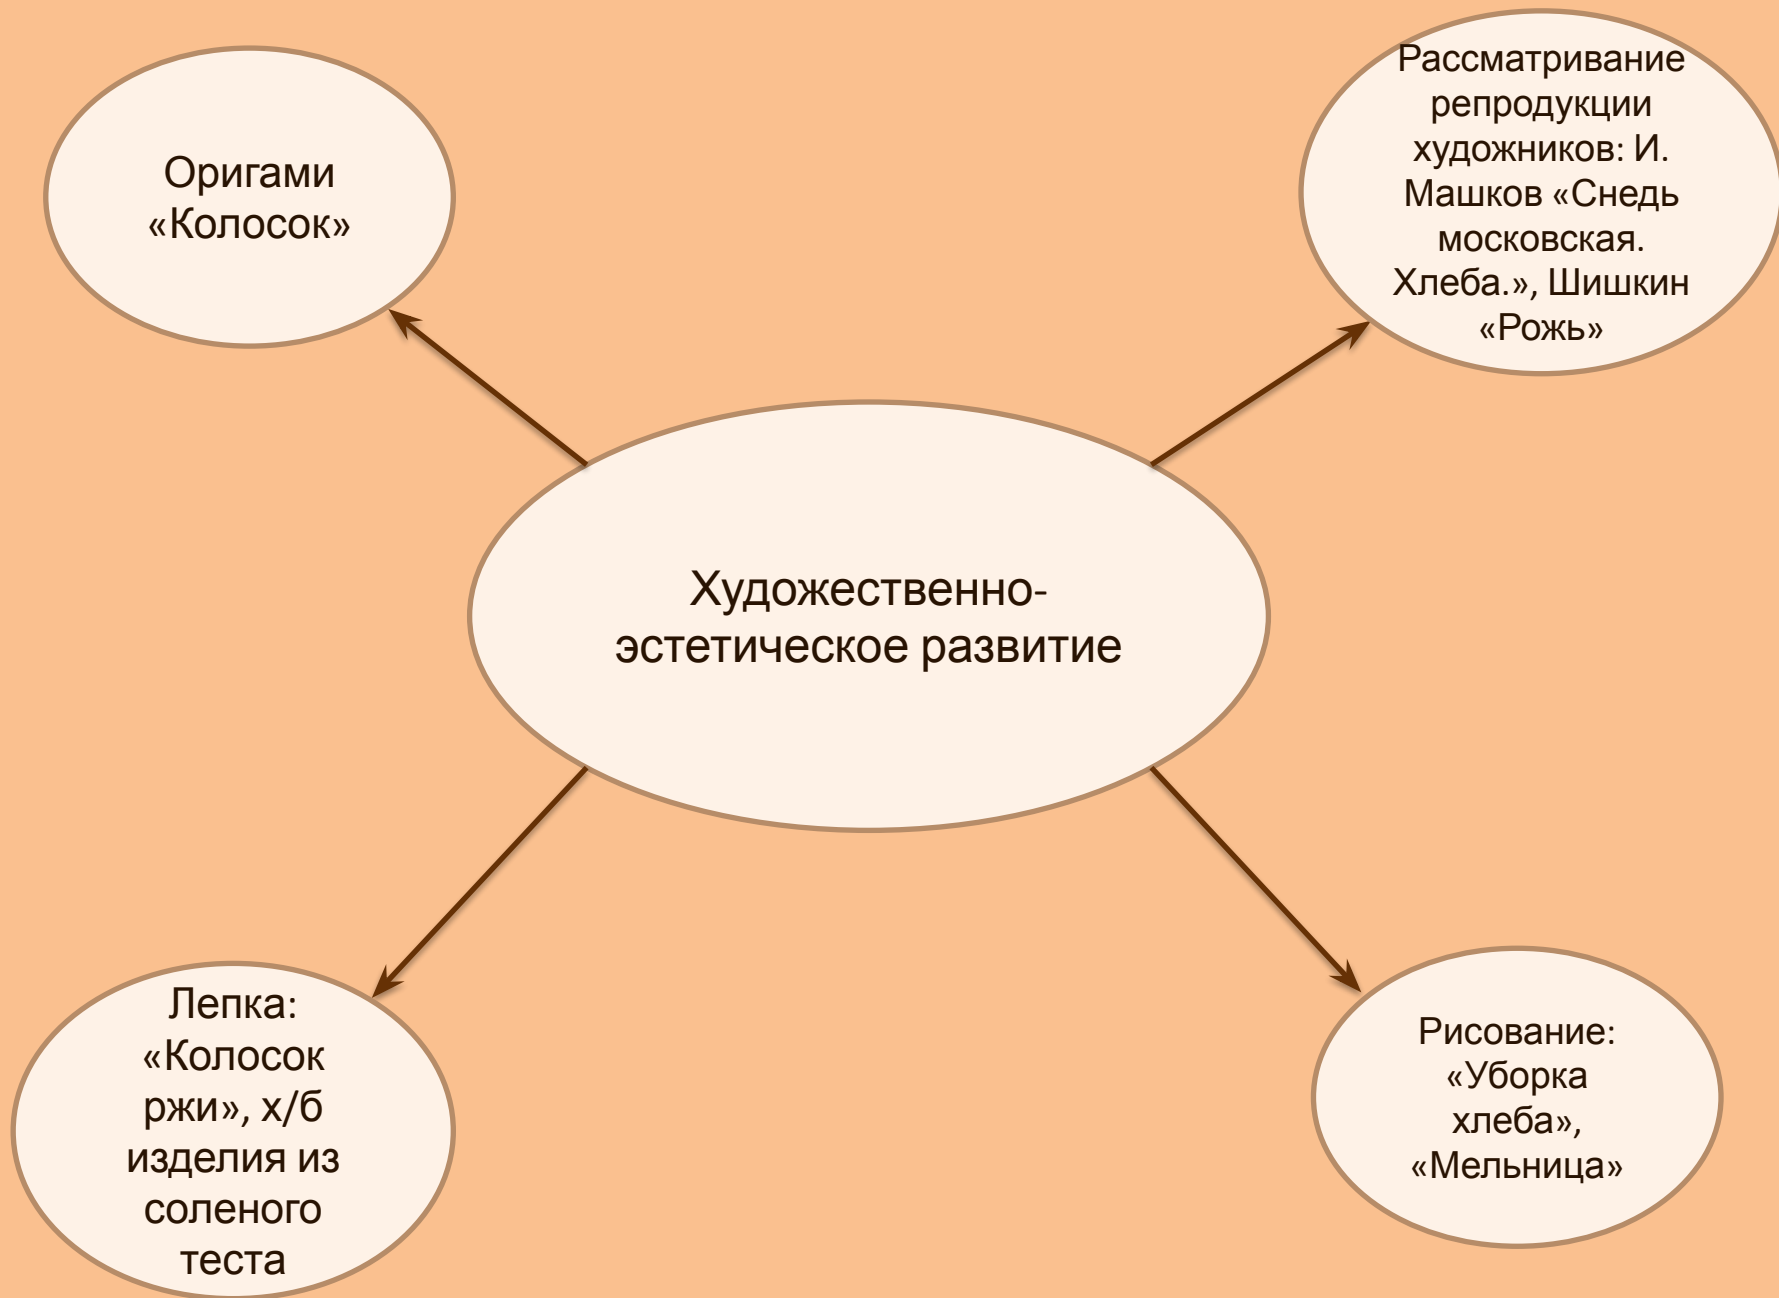 Оригами
«Колосок»
Рассматривание
репродукции
художников: И.
Машков «Снедь
московская.
Хлеба.», Шишкин
«Рожь»
Художественно-
эстетическое развитие
Лепка:
«Колосок
ржи», х/б
изделия из
соленого
теста
Рисование:
«Уборка
хлеба»,
«Мельница»